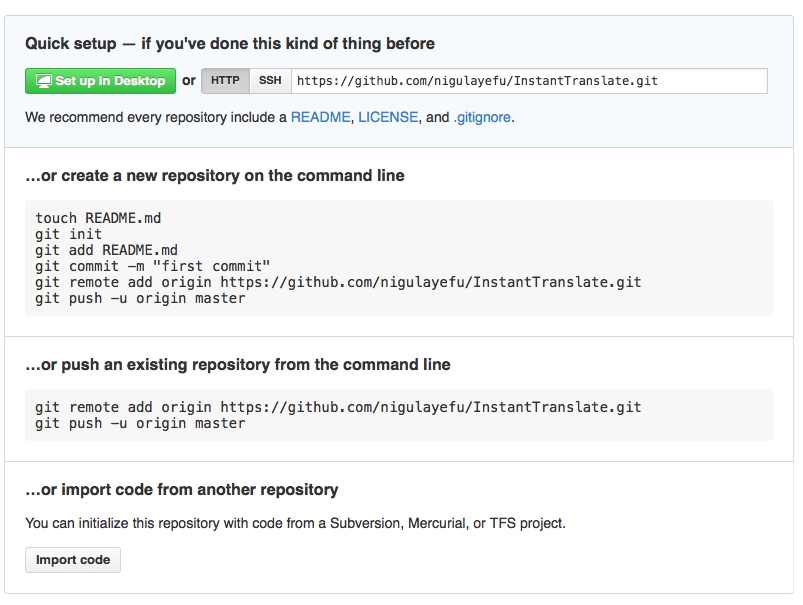 Quick setup — if you've done this kind of thing before
Set up in Desktop or HTTP SSH https://github.com/nigulayefu/InstantTranslate.git
We recommend every repository include a README, LICENSE, and .gitignore.
…or create a new repository on the command line
touch README.md
git init
git add README.md
git commit -m "first commit"
git remote add origin https://github.com/nigulayefu/InstantTranslate.git
git push -u origin master
…or push an existing repository from the command line
git remote add origin https://github.com/nigulayefu/InstantTranslate.git
git push -u origin master
…or import code from another repository
You can initialize this repository with code from a Subversion, Mercurial, or TFS project.
Import code